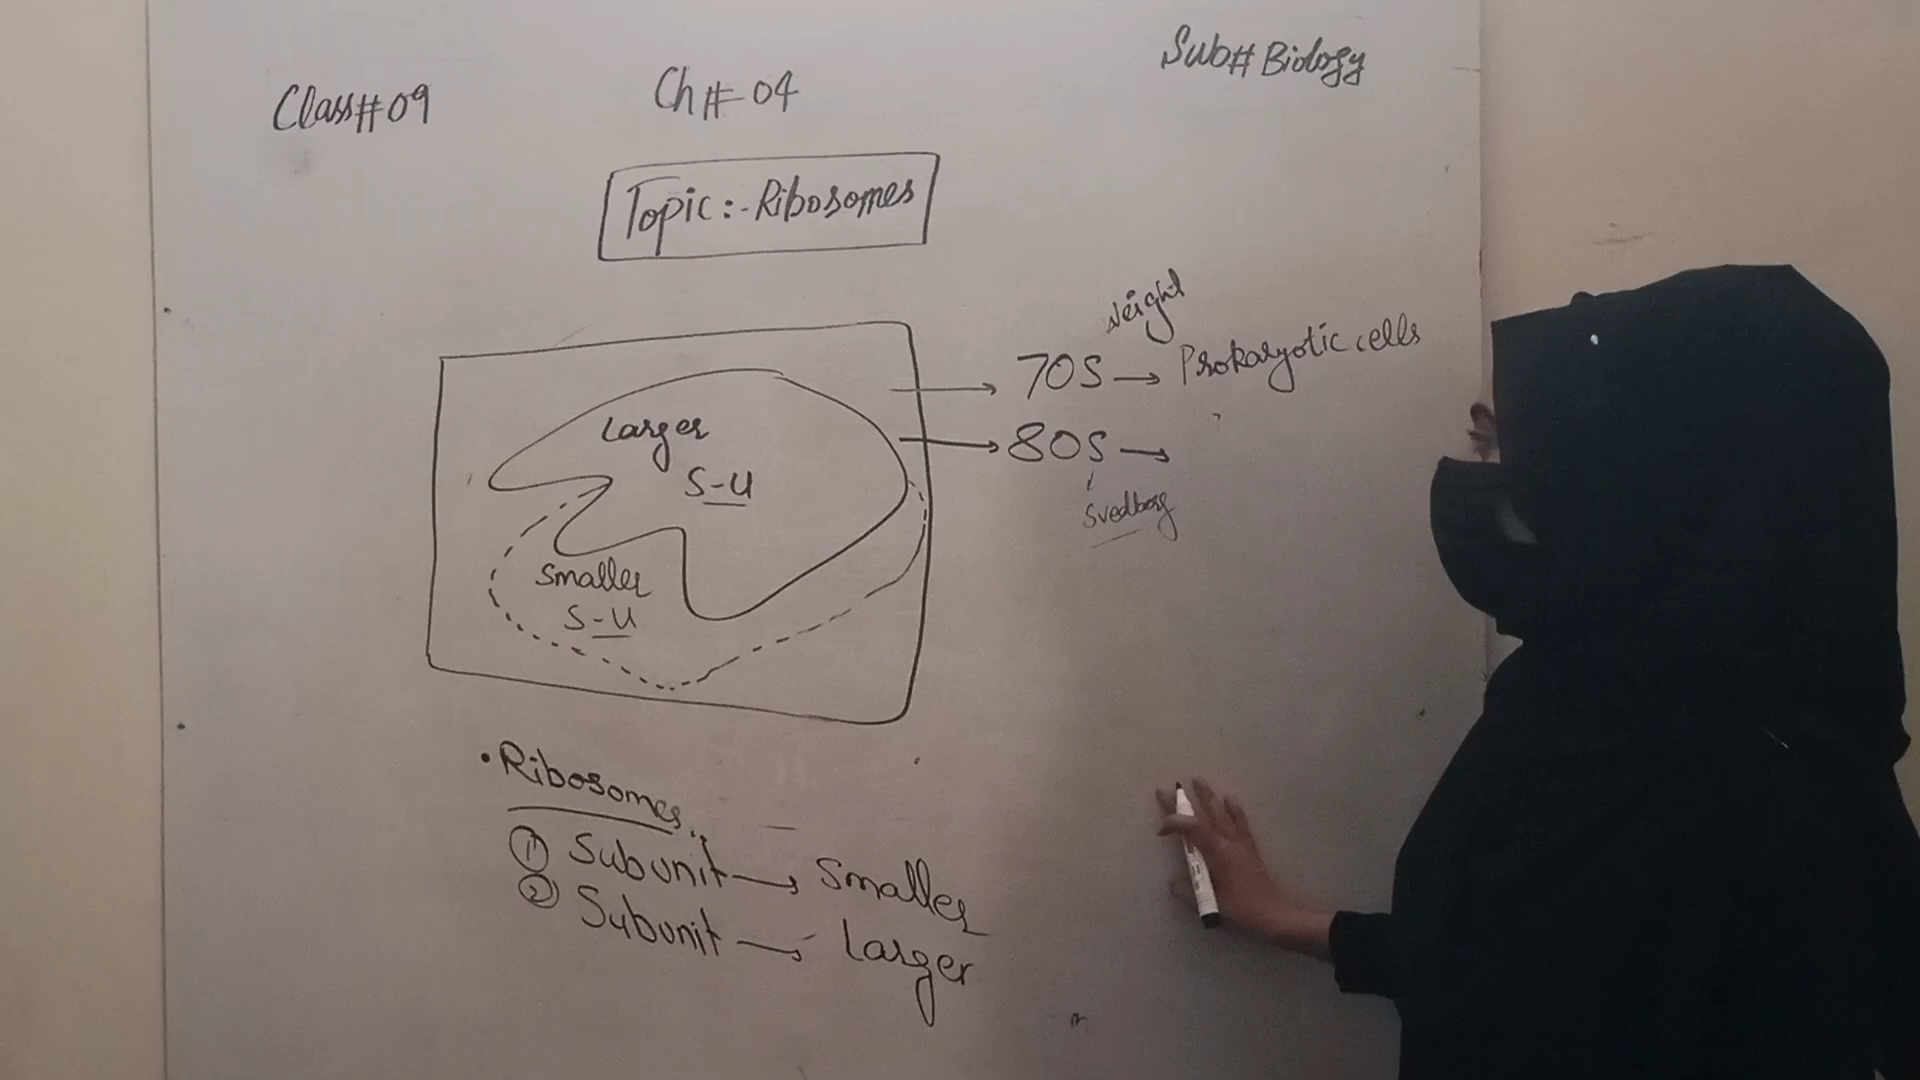 Class#09
Ch#04
Sub# Biology
Topic:-Ribosomes
Weight
70S → Prokaryotic cells
80S →
Svedberg
Larger
S-U
Smaller
S-U
• Ribosomes
① Subunit → Smaller
② Subunit → Larger